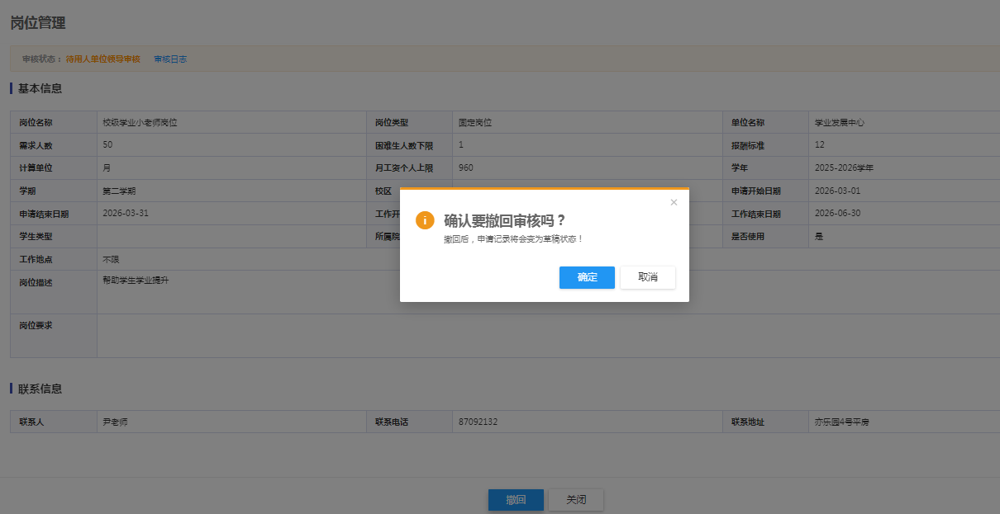 岗位管理
审核状态： 待用人单位领导审核 审核日志
基本信息
岗位名称 校级学业小老师岗位 岗位类型 固定岗位 单位名称 学业发展中心
需求人数 50 困难生人数下限 1 报酬标准 12
计算单位 月 月工资个人上限 960 学年 2025-2026学年
学期 第二学期 校区 申请开始日期 2026-03-01
申请结束日期 2026-03-31 工作开 工作结束日期 2026-06-30
学生类型 所属院 是否使用 是
工作地点 不限
岗位描述 帮助学生学业提升
岗位要求
×
确认要撤回审核吗？
撤回后，申请记录将会变为草稿状态！
确定 取消
联系信息
联系人 尹老师 联系电话 87092132 联系地址 亦乐园4号平房
撤回 关闭